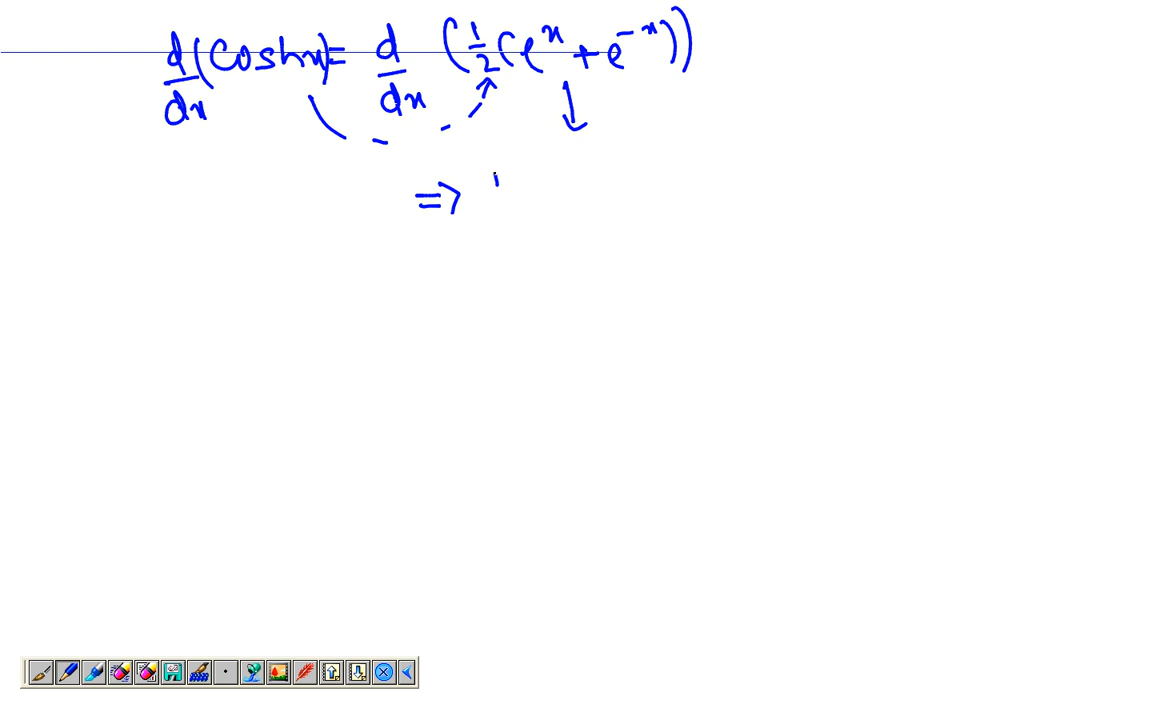 d/dx (Coshx) = d/dx (1/2 (e^x + e^-x))
=> '